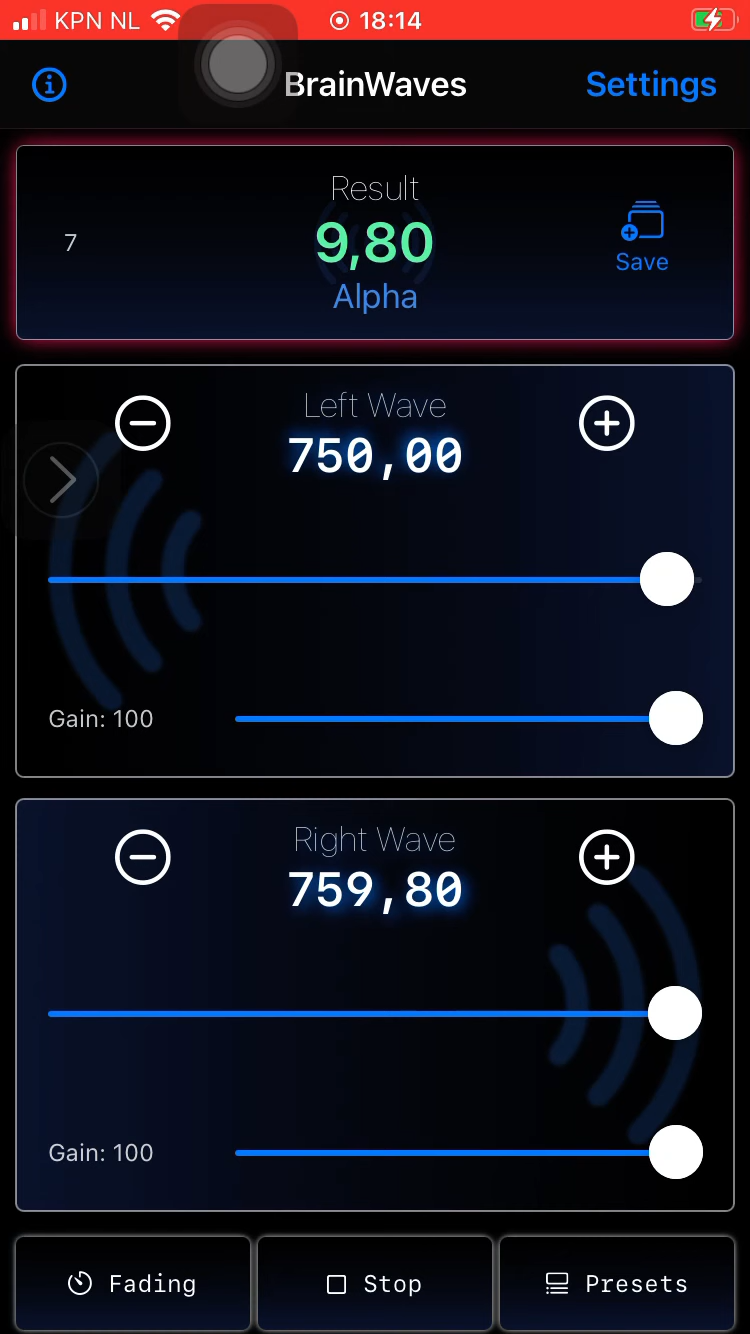 KPN NL 18:14
BrainWaves Settings
Result
7 9,80 Save
Alpha
Left Wave
750,00
Gain: 100
Right Wave
759,80
Gain: 100
Fading Stop Presets